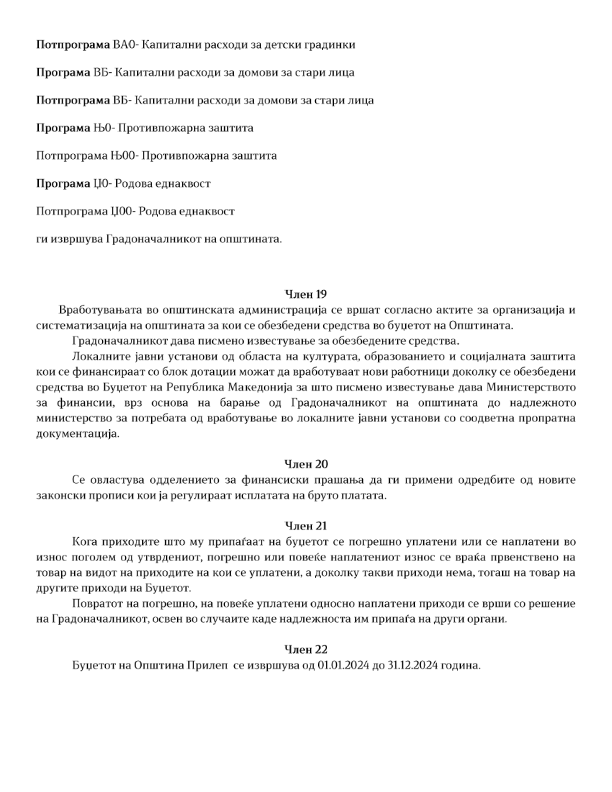 Потпрограма ВА0- Капитални расходи за детски градинки
Програма ВБ- Капитални расходи за домови за стари лица
Потпрограма ВБ- Капитални расходи за домови за стари лица
Програма Њ0- Противпожарна заштита
Потпрограма Њ00- Противпожарна заштита
Програма Џ0- Родова еднаквост
Потпрограма Џ00- Родова еднаквост
ги извршува Градоначалникот на општината.
Член 19
Вработувањата во општинската администрација се вршат согласно актите за организација и
систематизација на општината за кои се обезбедени средства во буџетот на Општината.
Градоначалникот дава писмено известување за обезбедените средства.
Локалните јавни установи од областа на културата, образованието и социјалната заштита
кои се финансираат со блок дотации можат да вработуваат нови работници доколку се обезбедени
средства во Буџетот на Република Македонија за што писмено известување дава Министерството
за финансии, врз основа на барање од Градоначалникот на општината до надлежното
министерство за потребата од вработување во локалните јавни установи со соодветна пропратна
документација.
Член 20
Се овластува одделението за финансиски прашања да ги примени одредбите од новите
законски прописи кои ја регулираат исплатата на бруто платата.
Член 21
Кога приходите што му припаѓаат на буџетот се погрешно уплатени или се наплатени во
износ поголем од утврдениот, погрешно или повеќе наплатениот износ се враќа првенствено на
товар на видот на приходите на кои се уплатени, а доколку такви приходи нема, тогаш на товар на
другите приходи на Буџетот.
Повратот на погрешно, на повеќе уплатени односно наплатени приходи се врши со решение
на Градоначалникот, освен во случаите каде надлежноста им припаѓа на други органи.
Член 22
Буџетот на Општина Прилеп се извршува од 01.01.2024 до 31.12.2024 година.